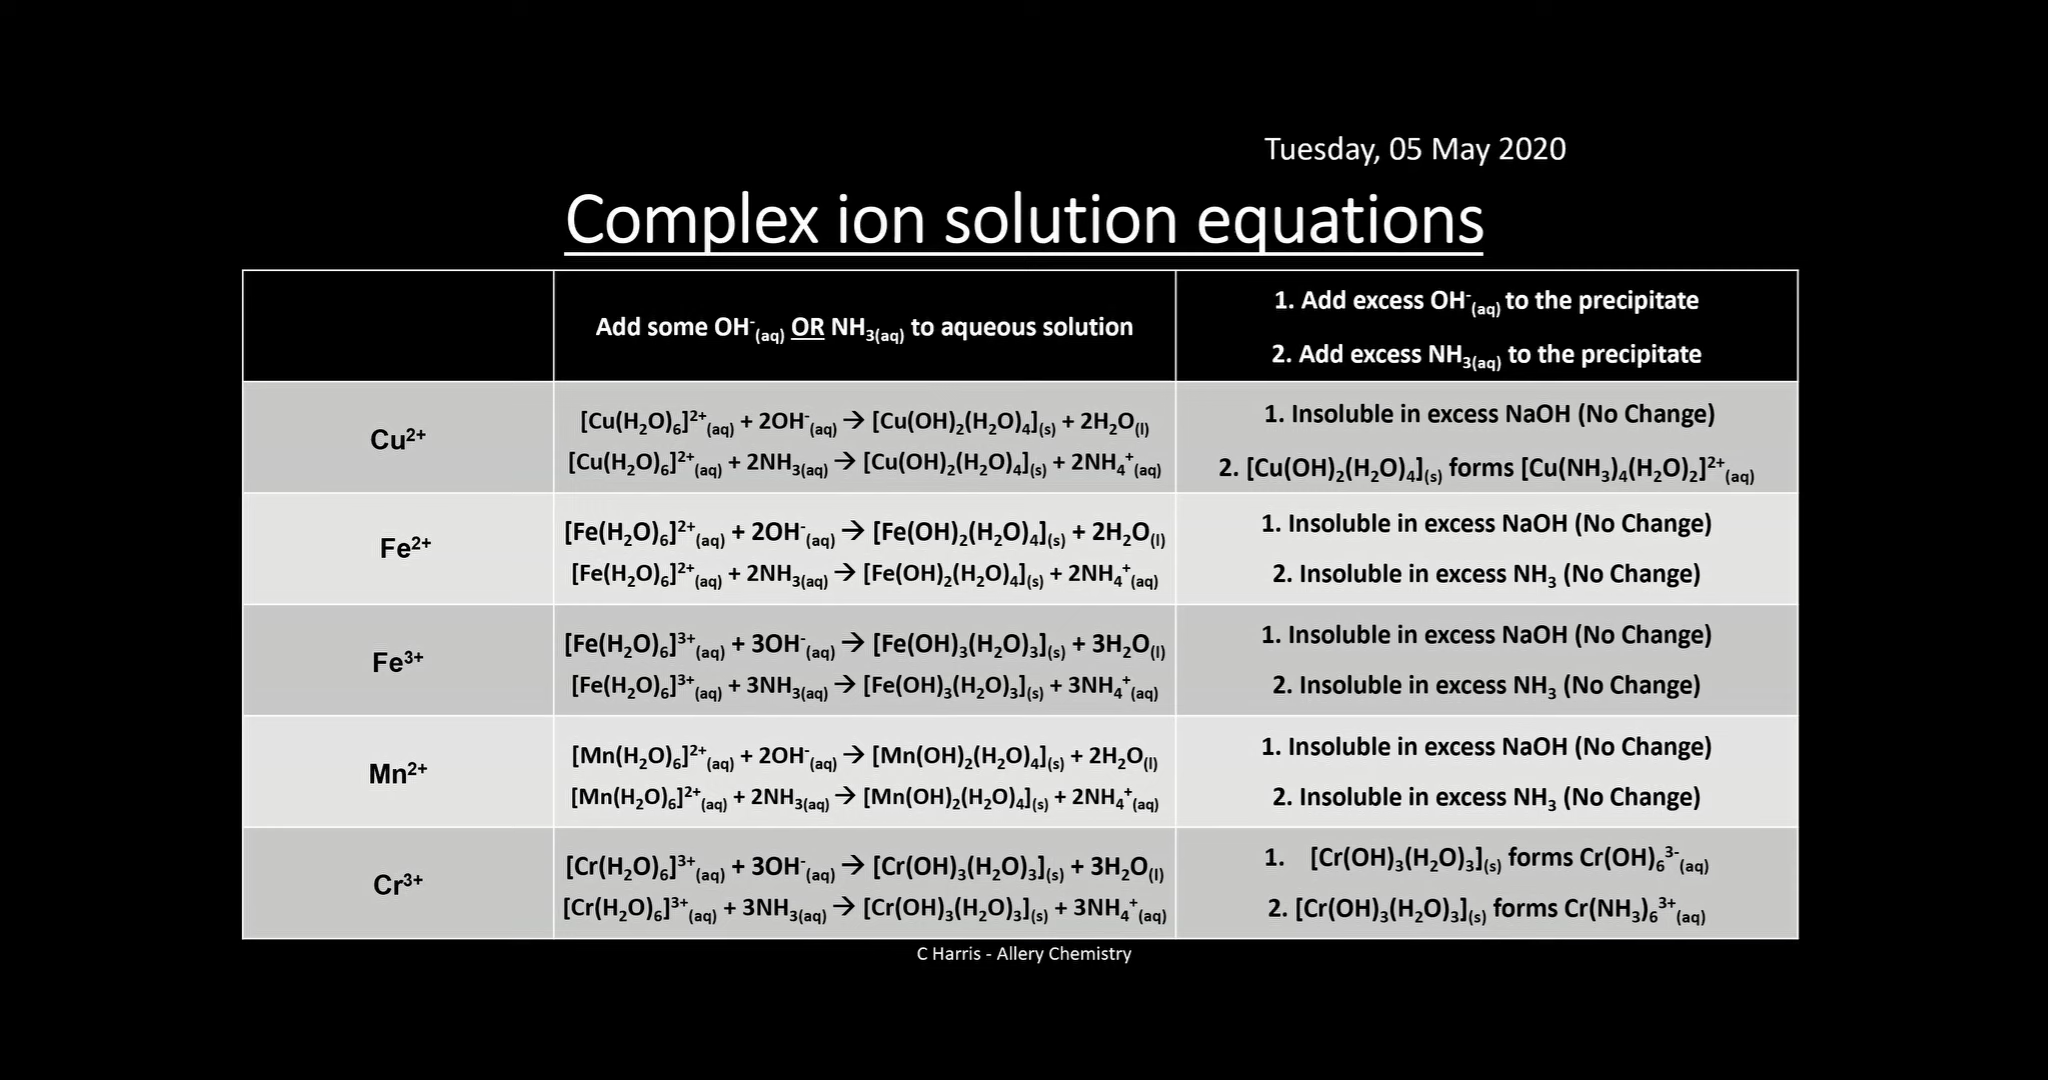 Tuesday, 05 May 2020
Complex ion solution equations
Add some OH⁻(aq) OR NH₃(aq) to aqueous solution
1. Add excess OH⁻(aq) to the precipitate
2. Add excess NH₃(aq) to the precipitate
Cu²⁺
[Cu(H₂O)₆]²⁺(aq) + 2OH⁻(aq) → [Cu(OH)₂(H₂O)₄](s) + 2H₂O(l)
[Cu(H₂O)₆]²⁺(aq) + 2NH₃(aq) → [Cu(OH)₂(H₂O)₄](s) + 2NH₄⁺(aq)
1. Insoluble in excess NaOH (No Change)
2. [Cu(OH)₂(H₂O)₄](s) forms [Cu(NH₃)₄(H₂O)₂]²⁺(aq)
Fe²⁺
[Fe(H₂O)₆]²⁺(aq) + 2OH⁻(aq) → [Fe(OH)₂(H₂O)₄](s) + 2H₂O(l)
[Fe(H₂O)₆]²⁺(aq) + 2NH₃(aq) → [Fe(OH)₂(H₂O)₄](s) + 2NH₄⁺(aq)
1. Insoluble in excess NaOH (No Change)
2. Insoluble in excess NH₃ (No Change)
Fe³⁺
[Fe(H₂O)₆]³⁺(aq) + 3OH⁻(aq) → [Fe(OH)₃(H₂O)₃](s) + 3H₂O(l)
[Fe(H₂O)₆]³⁺(aq) + 3NH₃(aq) → [Fe(OH)₃(H₂O)₃](s) + 3NH₄⁺(aq)
1. Insoluble in excess NaOH (No Change)
2. Insoluble in excess NH₃ (No Change)
Mn²⁺
[Mn(H₂O)₆]²⁺(aq) + 2OH⁻(aq) → [Mn(OH)₂(H₂O)₄](s) + 2H₂O(l)
[Mn(H₂O)₆]²⁺(aq) + 2NH₃(aq) → [Mn(OH)₂(H₂O)₄](s) + 2NH₄⁺(aq)
1. Insoluble in excess NaOH (No Change)
2. Insoluble in excess NH₃ (No Change)
Cr³⁺
[Cr(H₂O)₆]³⁺(aq) + 3OH⁻(aq) → [Cr(OH)₃(H₂O)₃](s) + 3H₂O(l)
[Cr(H₂O)₆]³⁺(aq) + 3NH₃(aq) → [Cr(OH)₃(H₂O)₃](s) + 3NH₄⁺(aq)
1. [Cr(OH)₃(H₂O)₃](s) forms Cr(OH)₆³⁻(aq)
2. [Cr(OH)₃(H₂O)₃](s) forms Cr(NH₃)₆³⁺(aq)
C Harris - Allery Chemistry